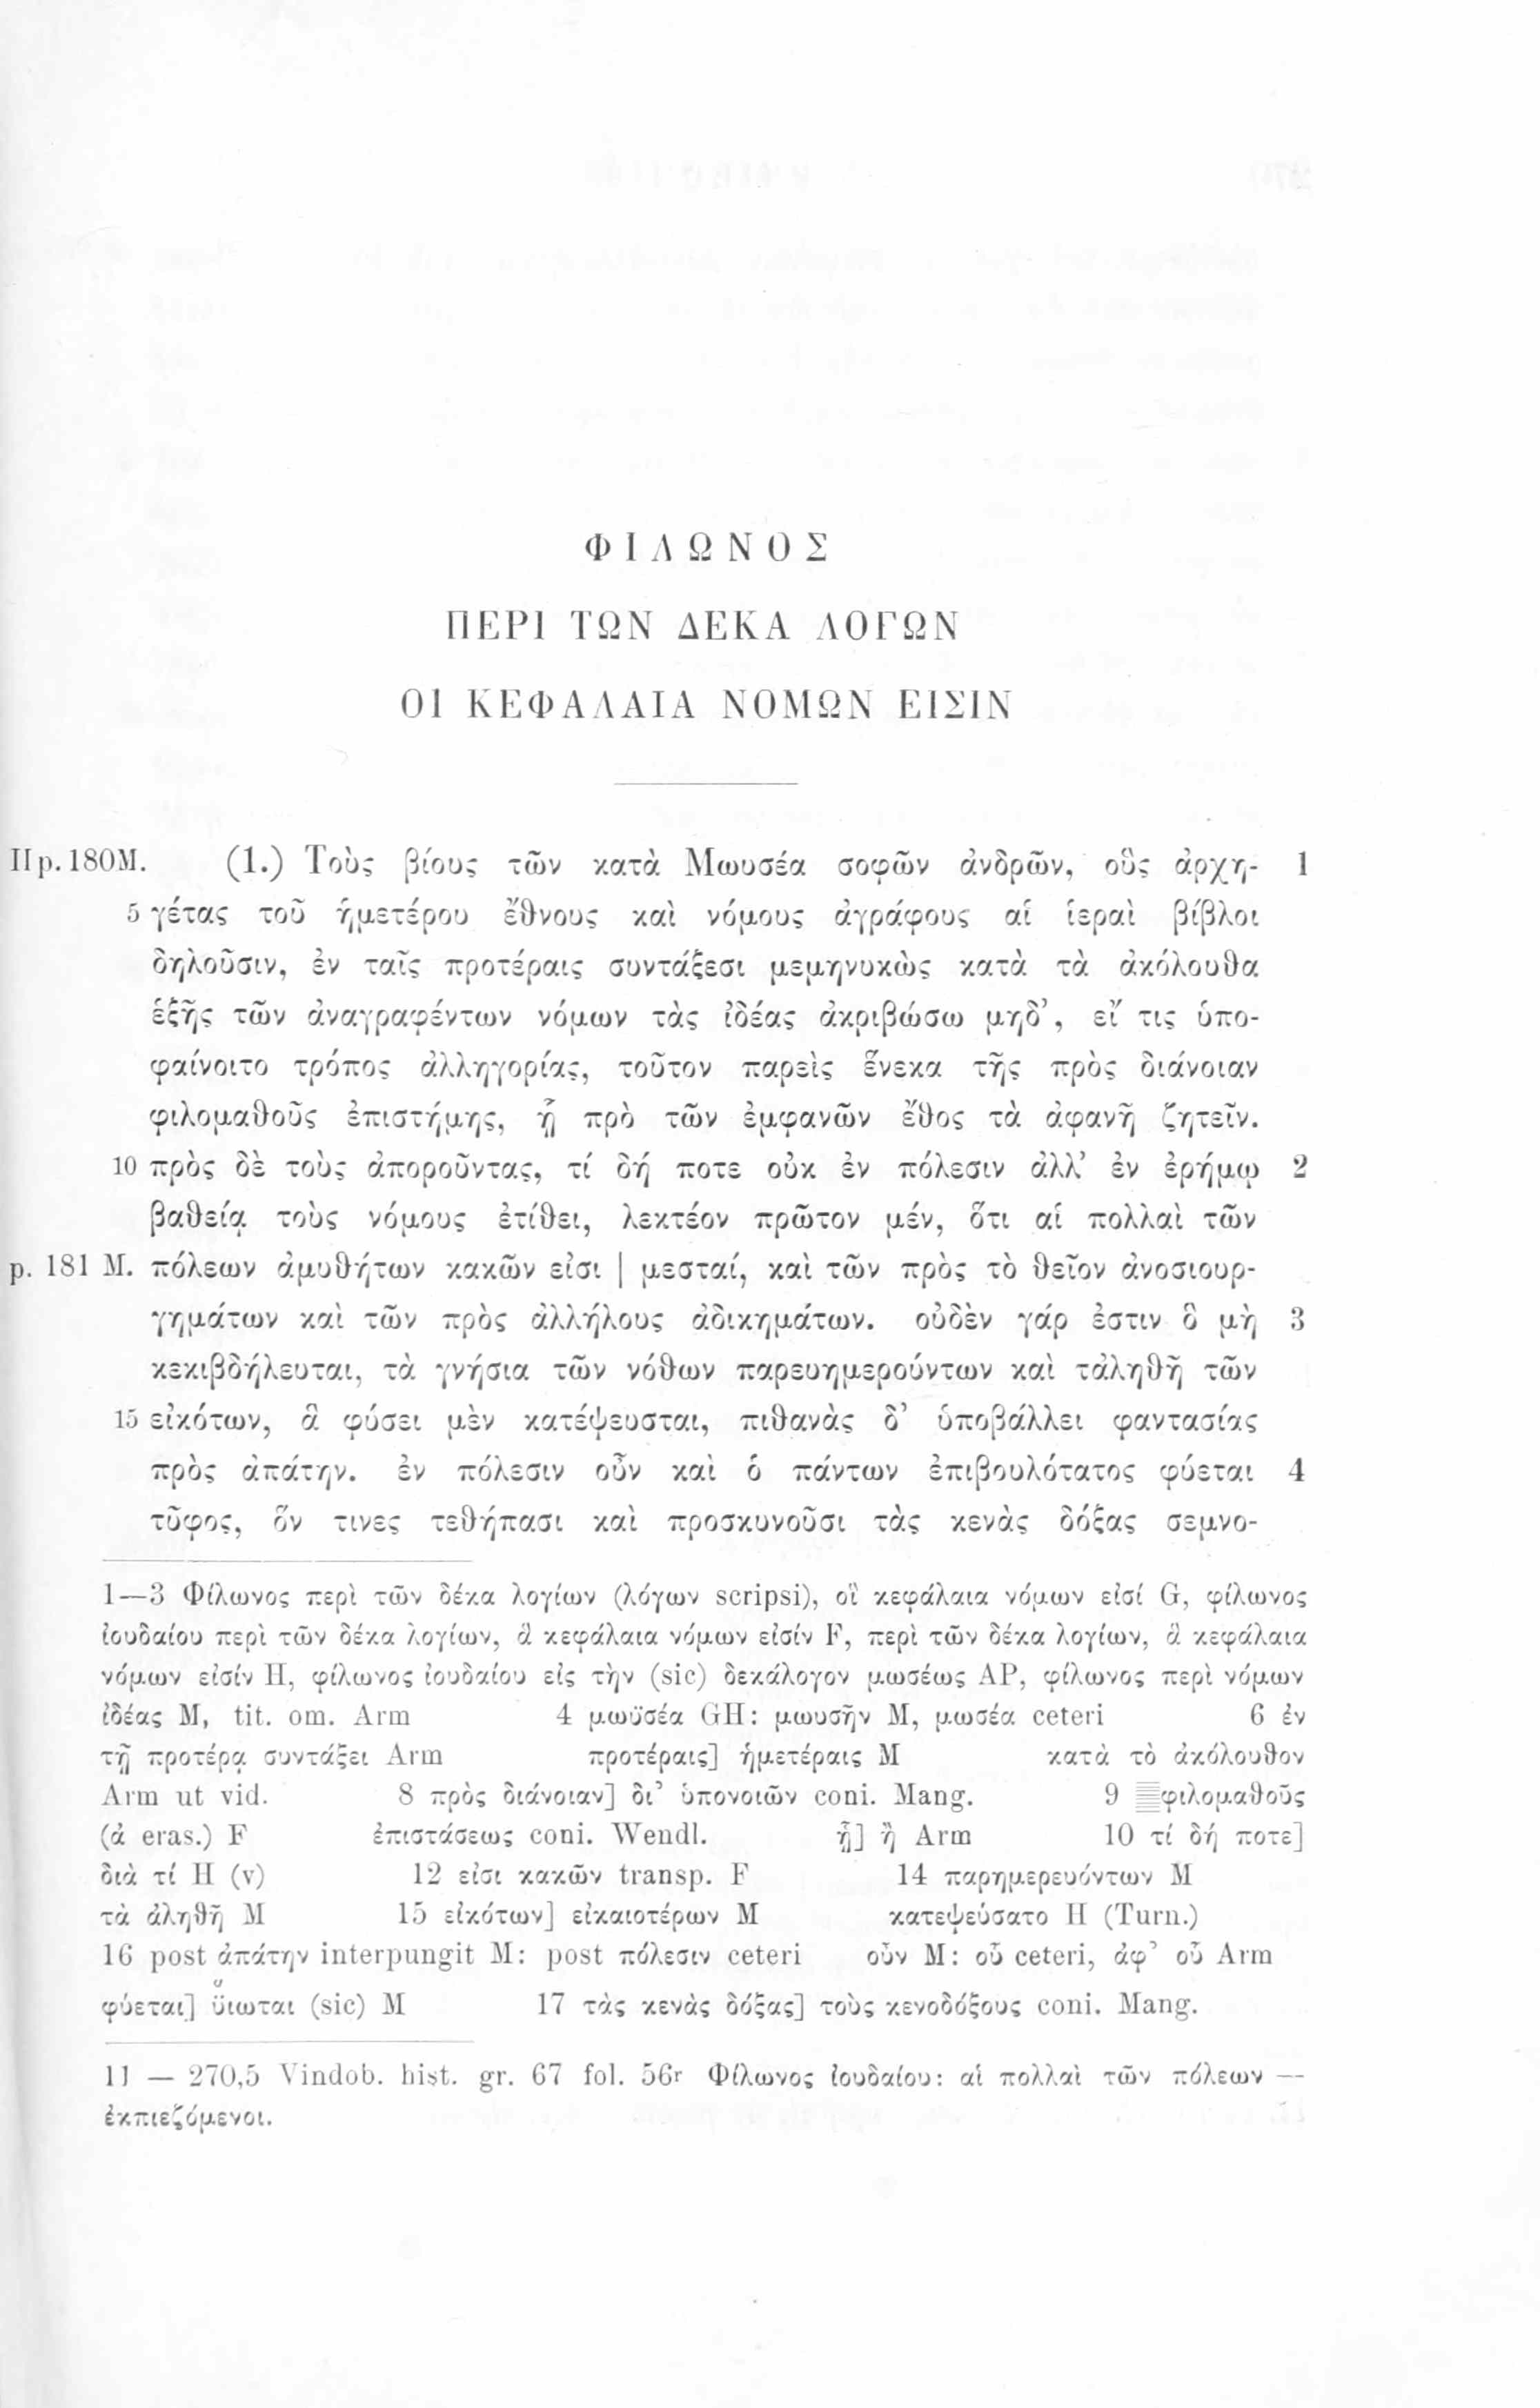 ΦΙΛΩΝΟΣ
ΠΕΡΙ ΤΩΝ ΔΕΚΑ ΛΟΓΩΝ
ΟΙ ΚΕΦΑΛΑΙΑ ΝΟΜΩΝ ΕΙΣΙΝ
II p. 180 M. (1.) Τοὺς βίους τῶν κατὰ Μωυσέα σοφῶν ἀνδρῶν, οὓς ἀρχη- 1
5 γέτας τοῦ ἡμετέρου ἔθνους καὶ νόμους ἀγράφους αἱ ἱεραὶ βίβλοι
δηλοῦσιν, ἐν ταῖς προτέραις συντάξεσι μεμηνυκὼς κατὰ τὰ ἀκόλουθα
ἑξῆς τῶν ἀναγραφέντων νόμων τὰς ἰδέας ἀκριβώσω μηδ’, εἴ τις ὑπο-
φαίνοιτο τρόπος ἀλληγορίας, τοῦτον παρεὶς ἕνεκα τῆς πρὸς διάνοιαν
φιλομαθοῦς ἐπιστήμης, ᾗ πρὸ τῶν ἐμφανῶν ἔθος τὰ ἀφανῆ ζητεῖν.
10 πρὸς δὲ τοὺς ἀποροῦντας, τί δή ποτε οὐκ ἐν πόλεσιν ἀλλ’ ἐν ἐρήμῳ 2
βαθείᾳ τοὺς νόμους ἐτίθει, λεκτέον πρῶτον μέν, ὅτι αἱ πολλαὶ τῶν
p. 181 M. πόλεων ἀμυθήτων κακῶν εἰσι | μεσταί, καὶ τῶν πρὸς τὸ θεῖον ἀνοσιουρ-
γημάτων καὶ τῶν πρὸς ἀλλήλους ἀδικημάτων. οὐδὲν γάρ ἐστιν ὃ μὴ 3
κεκιβδήλευται, τὰ γνήσια τῶν νόθων παρευημερούντων καὶ τἀληθῆ τῶν
15 εἰκότων, ἃ φύσει μὲν κατέψευσται, πιθανὰς δ’ ὑποβάλλει φαντασίας
πρὸς ἀπάτην. ἐν πόλεσιν οὖν καὶ ὁ πάντων ἐπιβουλότατος φύεται 4
τῦφος, ὅν τινες τεθήπασι καὶ προσκυνοῦσι τὰς κενὰς δόξας σεμνο-
1—3 Φίλωνος περὶ τῶν δέκα λογίων (λόγων scripsi), οἳ κεφάλαια νόμων εἰσί G, φίλωνος
ἰουδαίου περὶ τῶν δέκα λογίων, ἃ κεφάλαια νόμων εἰσίν F, περὶ τῶν δέκα λογίων, ἃ κεφάλαια
νόμων εἰσίν H, φίλωνος ἰουδαίου εἰς τὴν (sic) δεκάλογον μωσέως AP, φίλωνος περὶ νόμων
ἰδέας M, tit. om. Arm 4 μωϋσέα GH: μωυσῆν M, μωσέα ceteri 6 ἐν
τῇ προτέρᾳ συντάξει Arm προτέραις] ἡμετέραις M κατὰ τὸ ἀκόλουθον
Arm ut vid. 8 πρὸς διάνοιαν] δι’ ὑπονοιῶν coni. Mang. 9 φιλομαθοῦς
(ἀ eras.) F ἐπιστάσεως coni. Wendl. ᾗ] ἢ Arm 10 τί δή ποτε]
διὰ τί H (v) 12 εἰσι κακῶν transp. F 14 παρημερευόντων M
τὰ ἀληθῆ M 15 εἰκότων] εἰκαιοτέρων M κατεψεύσατο H (Turn.)
16 post ἀπάτην interpungit M: post πόλεσιν ceteri οὖν M: οὗ ceteri, ἀφ’ οὗ Arm
φύεται] ὕιωται (sic) M 17 τὰς κενὰς δόξας] τοὺς κενοδόξους coni. Mang.
11 — 270,5 Vindob. hist. gr. 67 fol. 56r Φίλωνος ἰουδαίου: αἱ πολλαὶ τῶν πόλεων —
ἐκπιεζόμενοι.